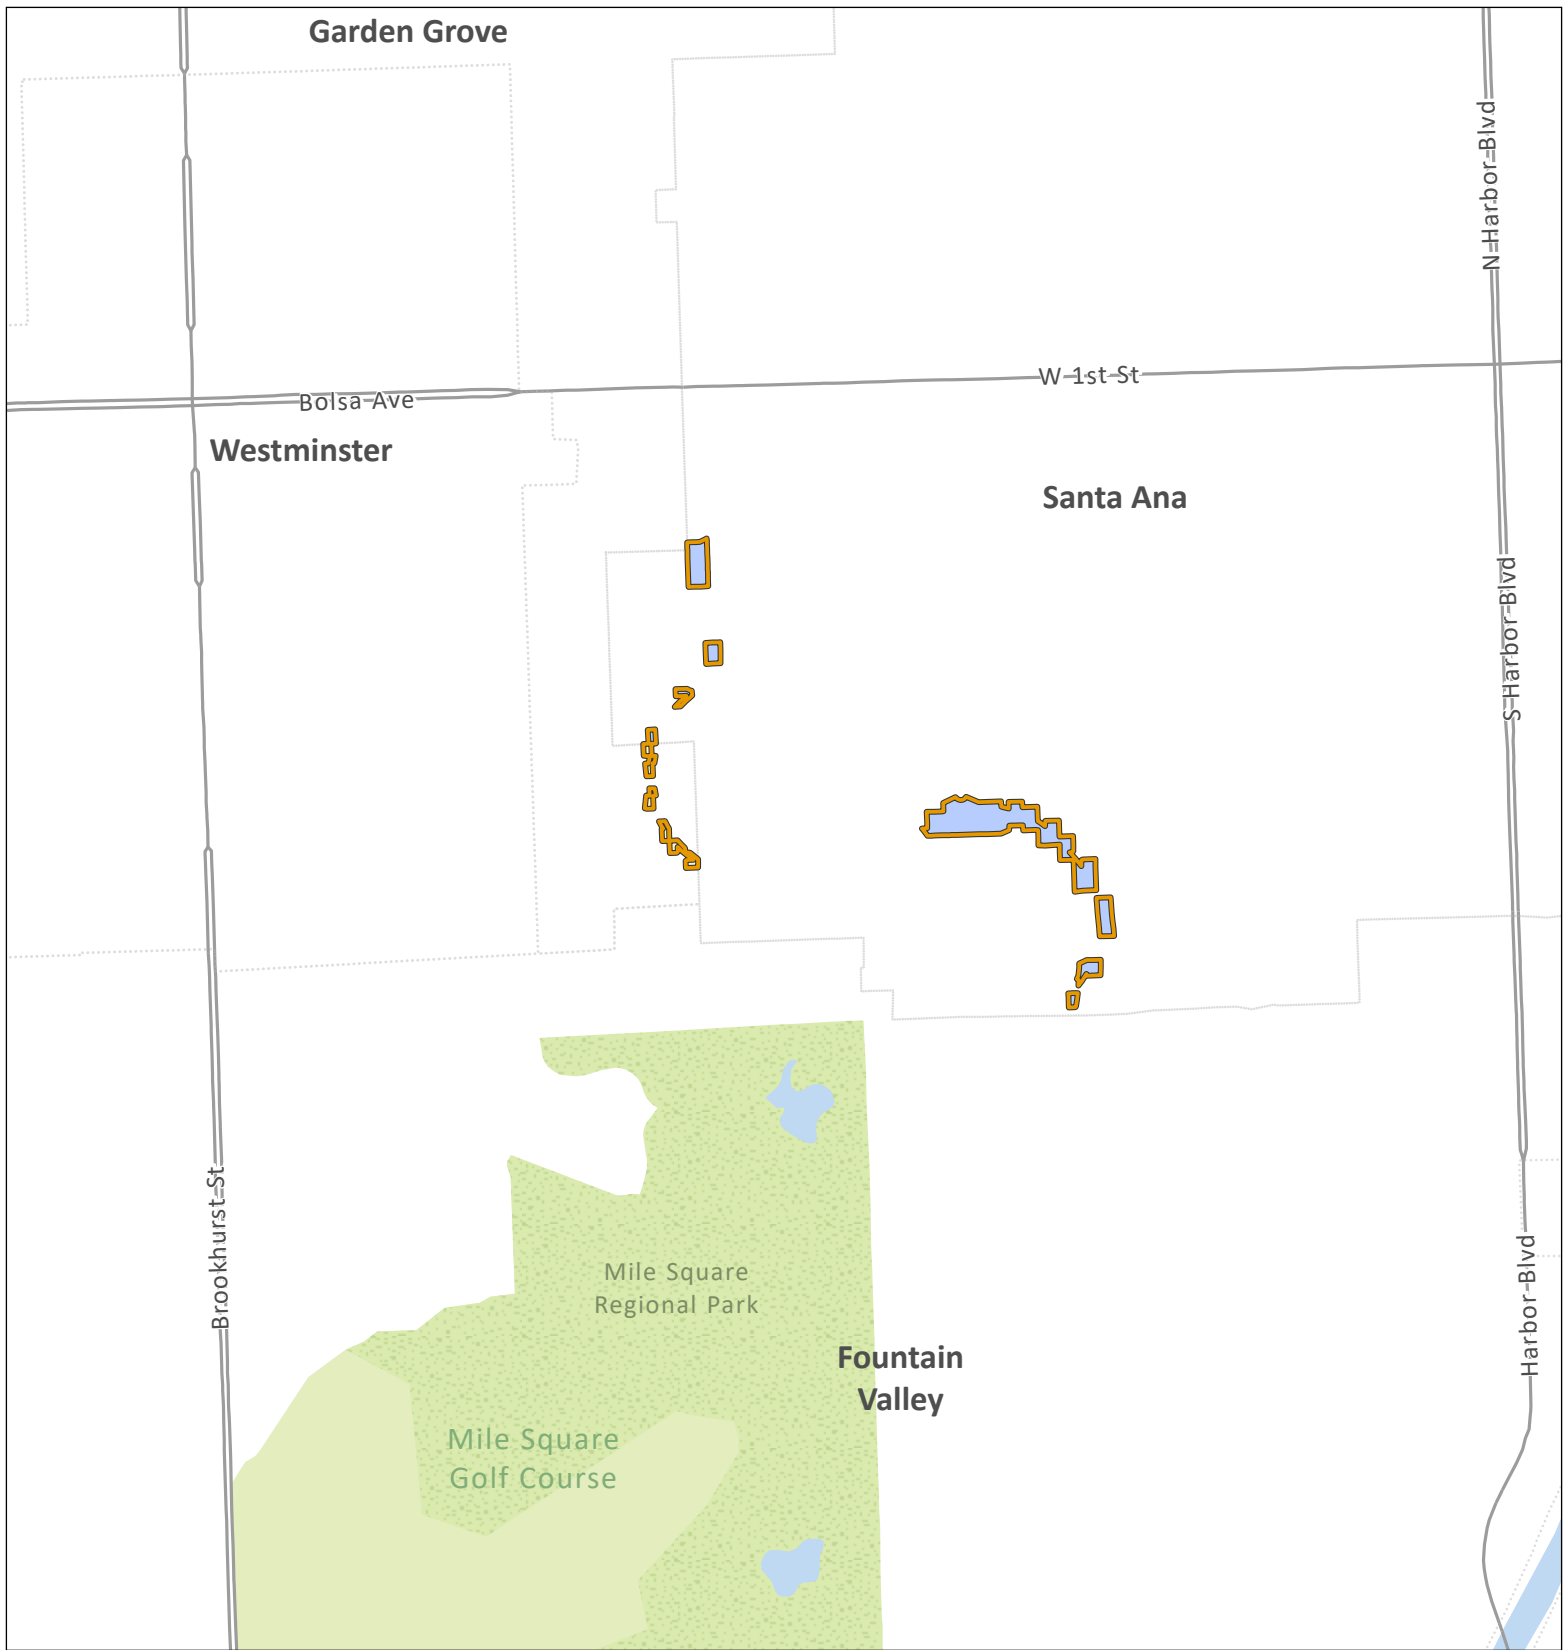 Garden Grove
N Harbor Blvd
W 1st St
Bolsa Ave
Westminster
Santa Ana
S Harbor Blvd
Brookhurst St
Harbor Blvd
Mile Square
Regional Park
Fountain
Valley
Mile Square
Golf Course